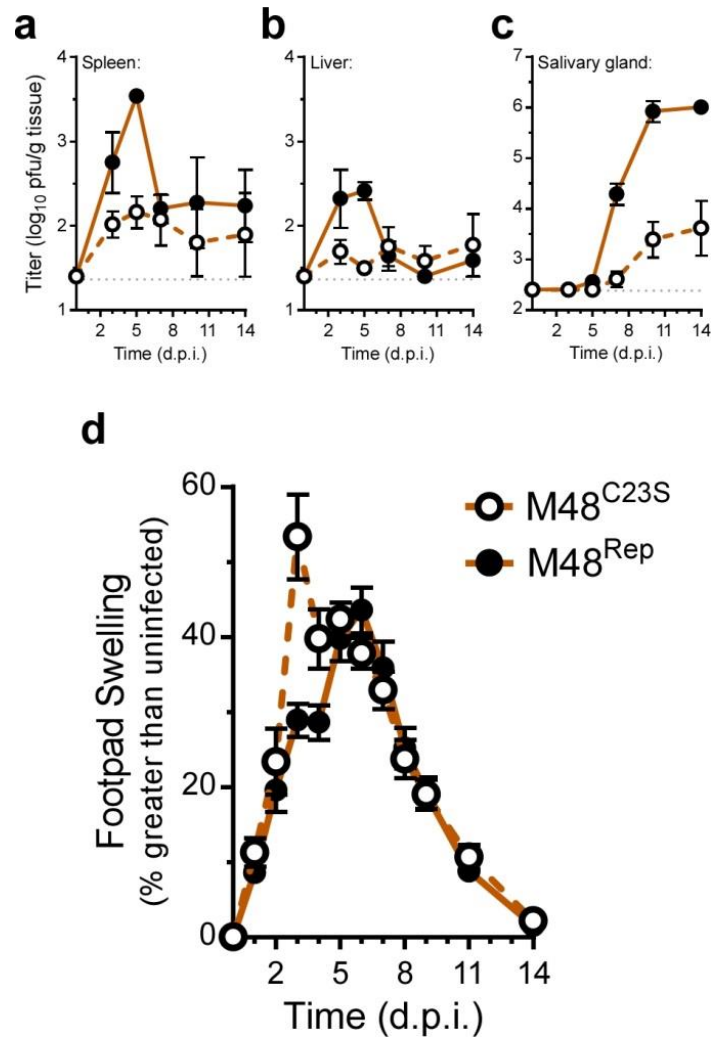 a
b
c
Spleen:
Liver:
Salivary gland:
Titer (log10 pfu/g tissue)
4
3
2
1
2 5 8 11 14
Time (d.p.i.)
4
3
2
1
2 5 8 11 14
Time (d.p.i.)
7
6
5
4
3
2
2 5 8 11 14
Time (d.p.i.)
d
Footpad Swelling
(% greater than uninfected)
60
40
20
0
2 5 8 11 14
Time (d.p.i.)
M48C23S
M48Rep